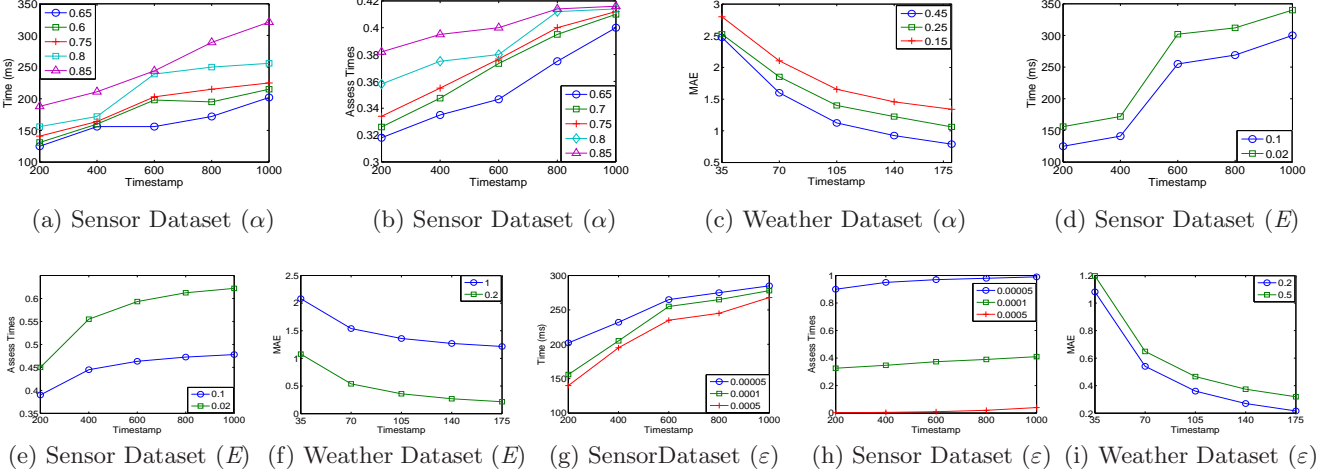 350
300
250
200
150
100
Time (ms)
0.65
0.6
0.75
0.8
0.85
200 400 600 800 1000
Timestamp
(a) Sensor Dataset (α)
0.42
0.4
0.38
0.36
0.34
0.32
0.3
Assess Times
0.65
0.7
0.75
0.8
0.85
200 400 600 800 1000
Timestamp
(b) Sensor Dataset (α)
3
2.5
2
1.5
1
0.5
MAE
0.45
0.25
0.15
35 70 105 140 175
Timestamp
(c) Weather Dataset (α)
350
300
250
200
150
100
Time (ms)
0.1
0.02
200 400 600 800 1000
Timestamp
(d) Sensor Dataset (E)
0.6
0.5
0.4
0.35
Assess Times
0.1
0.02
200 400 600 800 1000
Timestamp
(e) Sensor Dataset (E)
2.5
2
1.5
1
0.5
0
MAE
1
0.2
35 70 105 140 175
Timestamp
(f) Weather Dataset (E)
300
250
200
150
100
Time (ms)
0.00005
0.0001
0.0005
200 400 600 800 1000
Timestamp
(g) SensorDataset (ε)
1
0.8
0.6
0.4
0.2
0
Assess Times
0.00005
0.0001
0.0005
200 400 600 800 1000
Timestamp
(h) Sensor Dataset (ε)
1.2
1
0.8
0.6
0.4
0.2
MAE
0.2
0.5
35 70 105 140 175
Timestamp
(i) Weather Dataset (ε)